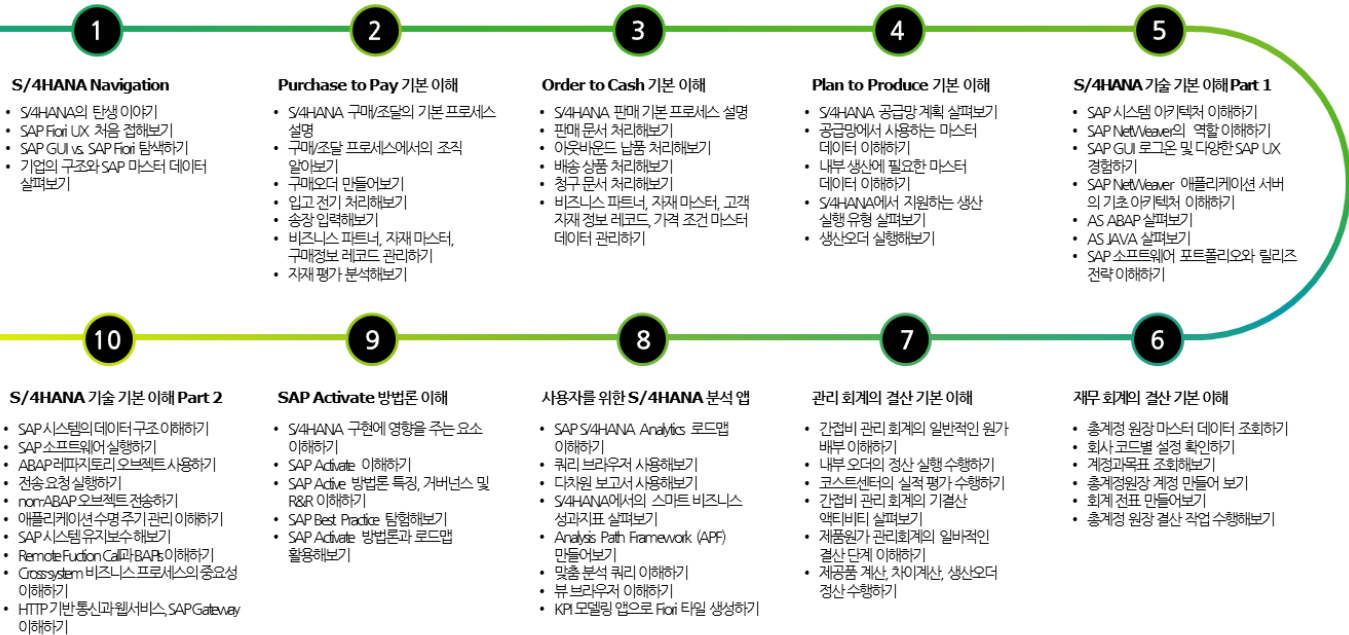 1
S/4HANA Navigation
• S/4HANA의 탄생 이야기
• SAP Fiori UX 처음 접해보기
• SAP GUI vs. SAP Fiori 탐색하기
• 기업의 구조와 SAP 마스터 데이터
살펴보기
2
Purchase to Pay 기본 이해
• S/4HANA 구매/조달의 기본 프로세스
설명
• 구매/조달 프로세스에서의 조직
알아보기
• 구매오더 만들어보기
• 입고 전기 처리해보기
• 송장 입력해보기
• 비즈니스 파트너, 자재 마스터,
구매정보 레코드 관리하기
• 자재 평가 분석해보기
3
Order to Cash 기본 이해
• S/4HANA 판매 기본 프로세스 설명
• 판매 문서 처리해보기
• 아웃바운드 납품 처리해보기
• 배송 상품 처리해보기
• 청구 문서 처리해보기
• 비즈니스 파트너, 자재 마스터, 고객
자재 정보 레코드, 가격 조건 마스터
데이터 관리하기
4
Plan to Produce 기본 이해
• S/4HANA 공급망 계획 살펴보기
• 공급망에서 사용하는 마스터
데이터 이해하기
• 내부 생산에 필요한 마스터
데이터 이해하기
• S/4HANA에서 지원하는 생산
실행 유형 살펴보기
• 생산오더 실행해보기
5
S/4HANA 기술 기본 이해 Part 1
• SAP 시스템 아키텍처 이해하기
• SAP NetWeaver의 역할 이해하기
• SAP GUI 로그온 및 다양한 SAP UX
경험하기
• SAP NetWeaver 애플리케이션 서버
의 기초 아키텍처 이해하기
• AS ABAP 살펴보기
• AS JAVA 살펴보기
• SAP 소프트웨어 포트폴리오와 릴리즈
전략 이해하기
10
S/4HANA 기술 기본 이해 Part 2
• SAP 시스템의 데이터 구조 이해하기
• SAP 소프트웨어 실행하기
• ABAP 레파지토리 오브젝트 사용하기
• 전송 요청 실행하기
• non-ABAP 오브젝트 전송하기
• 애플리케이션 수명 주기 관리 이해하기
• SAP 시스템 유지보수 해보기
• Remote Fuction Call과 BAPIs 이해하기
• Cross-system 비즈니스 프로세스의 중요성
이해하기
• HTTP 기반 통신과 웹서비스, SAP Gateway
이해하기
9
SAP Activate 방법론 이해
• S/4HANA 구현에 영향을 주는 요소
이해하기
• SAP Activate 이해하기
• SAP Active 방법론 특징, 거버넌스 및
R&R 이해하기
• SAP Best Practice 탐험해보기
• SAP Activate 방법론과 로드맵
활용해보기
8
사용자를 위한 S/4HANA 분석 앱
• SAP S/4HANA Analytics 로드맵
이해하기
• 쿼리 브라우저 사용해보기
• 다차원 보고서 사용해보기
• S/4HANA에서의 스마트 비즈니스
성과지표 살펴보기
• Analysis Path Framework (APF)
만들어보기
• 맞춤 분석 쿼리 이해하기
• 뷰 브라우저 이해하기
• KPI 모델링 앱으로 Fiori 타일 생성하기
7
관리 회계의 결산 기본 이해
• 간접비 관리 회계의 일반적인 원가
배부 이해하기
• 내부 오더의 정산 실행 수행하기
• 코스트센터의 실적 평가 수행하기
• 간접비 관리 회계의 기결산
액티비티 살펴보기
• 제품원가 관리회계의 일바적인
결산 단계 이해하기
• 제공품 계산, 차이계산, 생산오더
정산 수행하기
6
재무 회계의 결산 기본 이해
• 총계정 원장 마스터 데이터 조회하기
• 회사 코드별 설정 확인하기
• 계정과목표 조회해보기
• 총계정원장 계정 만들어 보기
• 회계 전표 만들어보기
• 총계정 원장 결산 작업 수행해보기